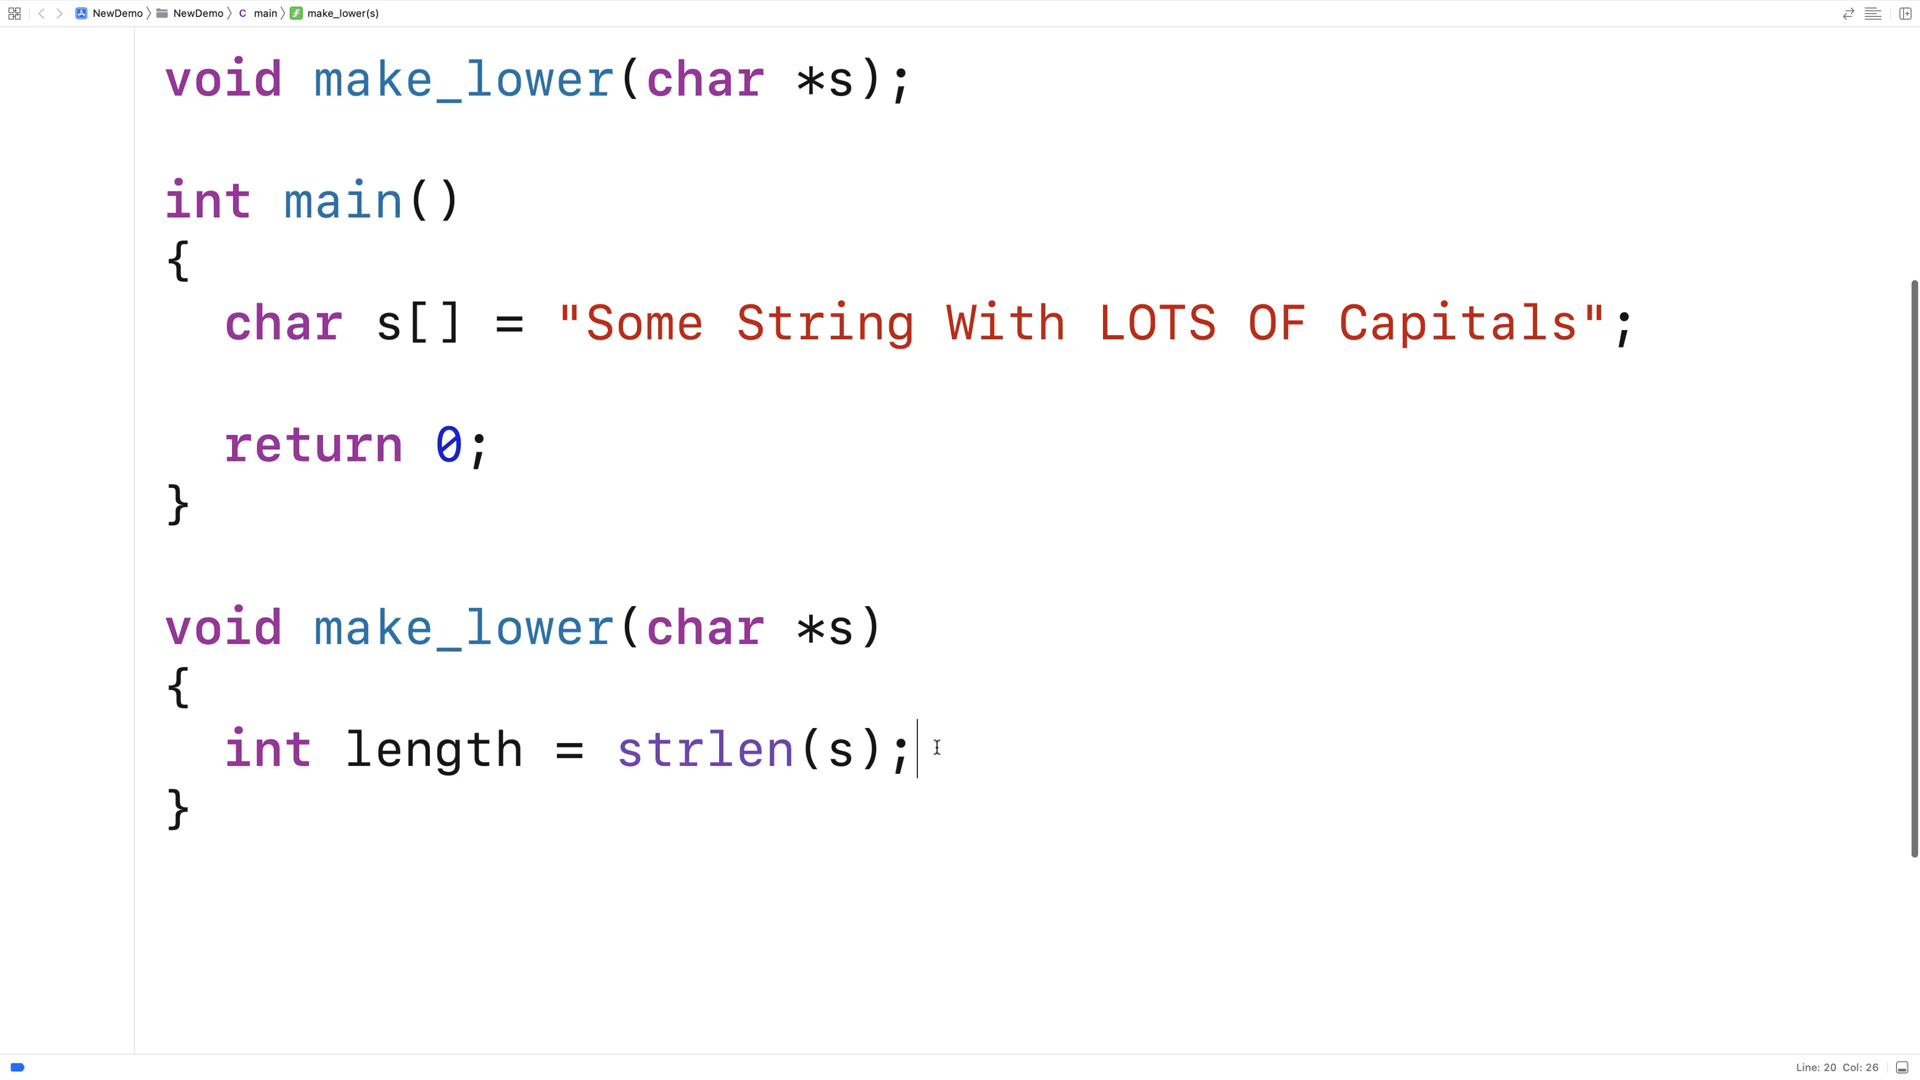 NewDemo 〉 NewDemo 〉 C main 〉 f make_lower(s)
void make_lower(char *s);
int main()
{
char s[] = "Some String With LOTS OF Capitals";
return 0;
}
void make_lower(char *s)
{
int length = strlen(s);
}
Line: 20 Col: 26